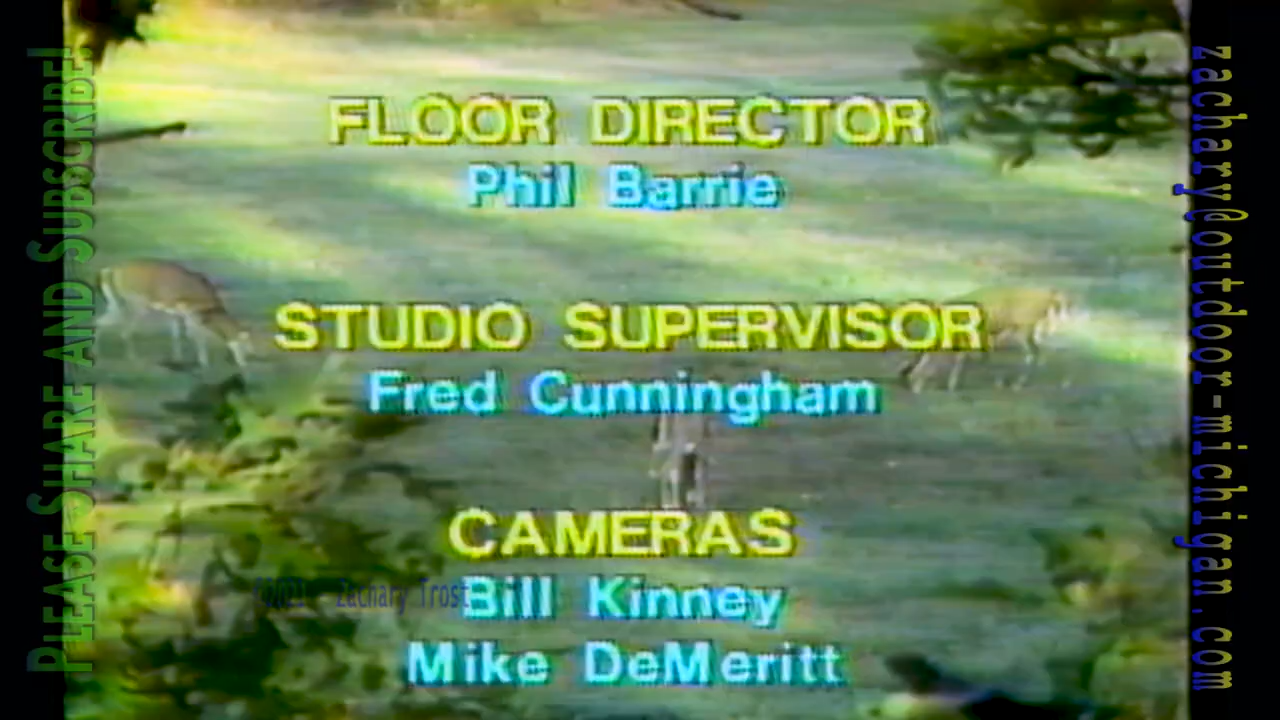 PLEASE SHARE AND SUBSCRIBE!
FLOOR DIRECTOR
Phil Barrie
STUDIO SUPERVISOR
Fred Cunningham
CAMERAS
Bill Kinney
Mike DeMeritt
Zachary Trost
zachary@outdoor-michigan.com